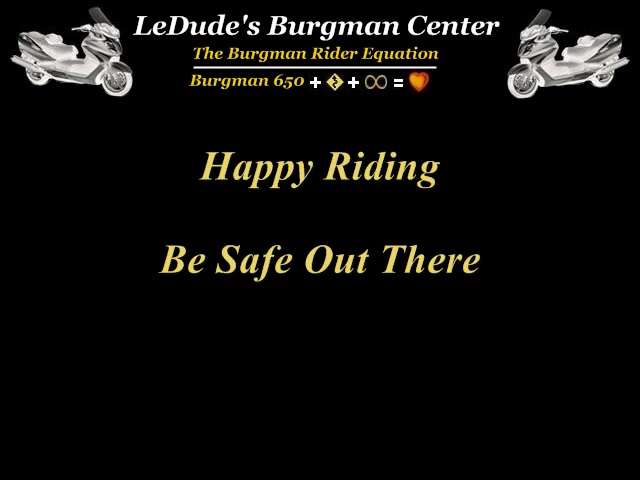 LeDude's Burgman Center
The Burgman Rider Equation
Burgman 650 + � + ∞ = ♥
Happy Riding
Be Safe Out There